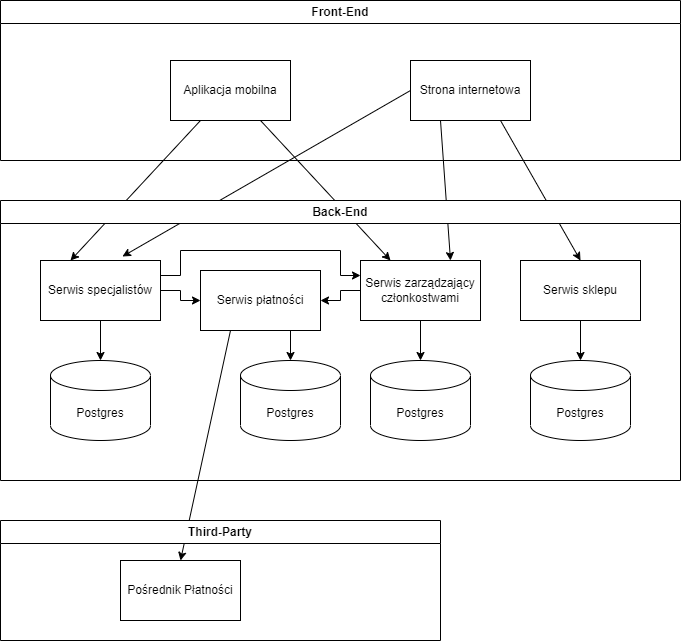 Front-End
Aplikacja mobilna
Strona internetowa
Back-End
Serwis specjalistów
Serwis płatności
Serwis zarządzający
członkostwami
Serwis sklepu
Postgres
Postgres
Postgres
Postgres
Third-Party
Pośrednik Płatności